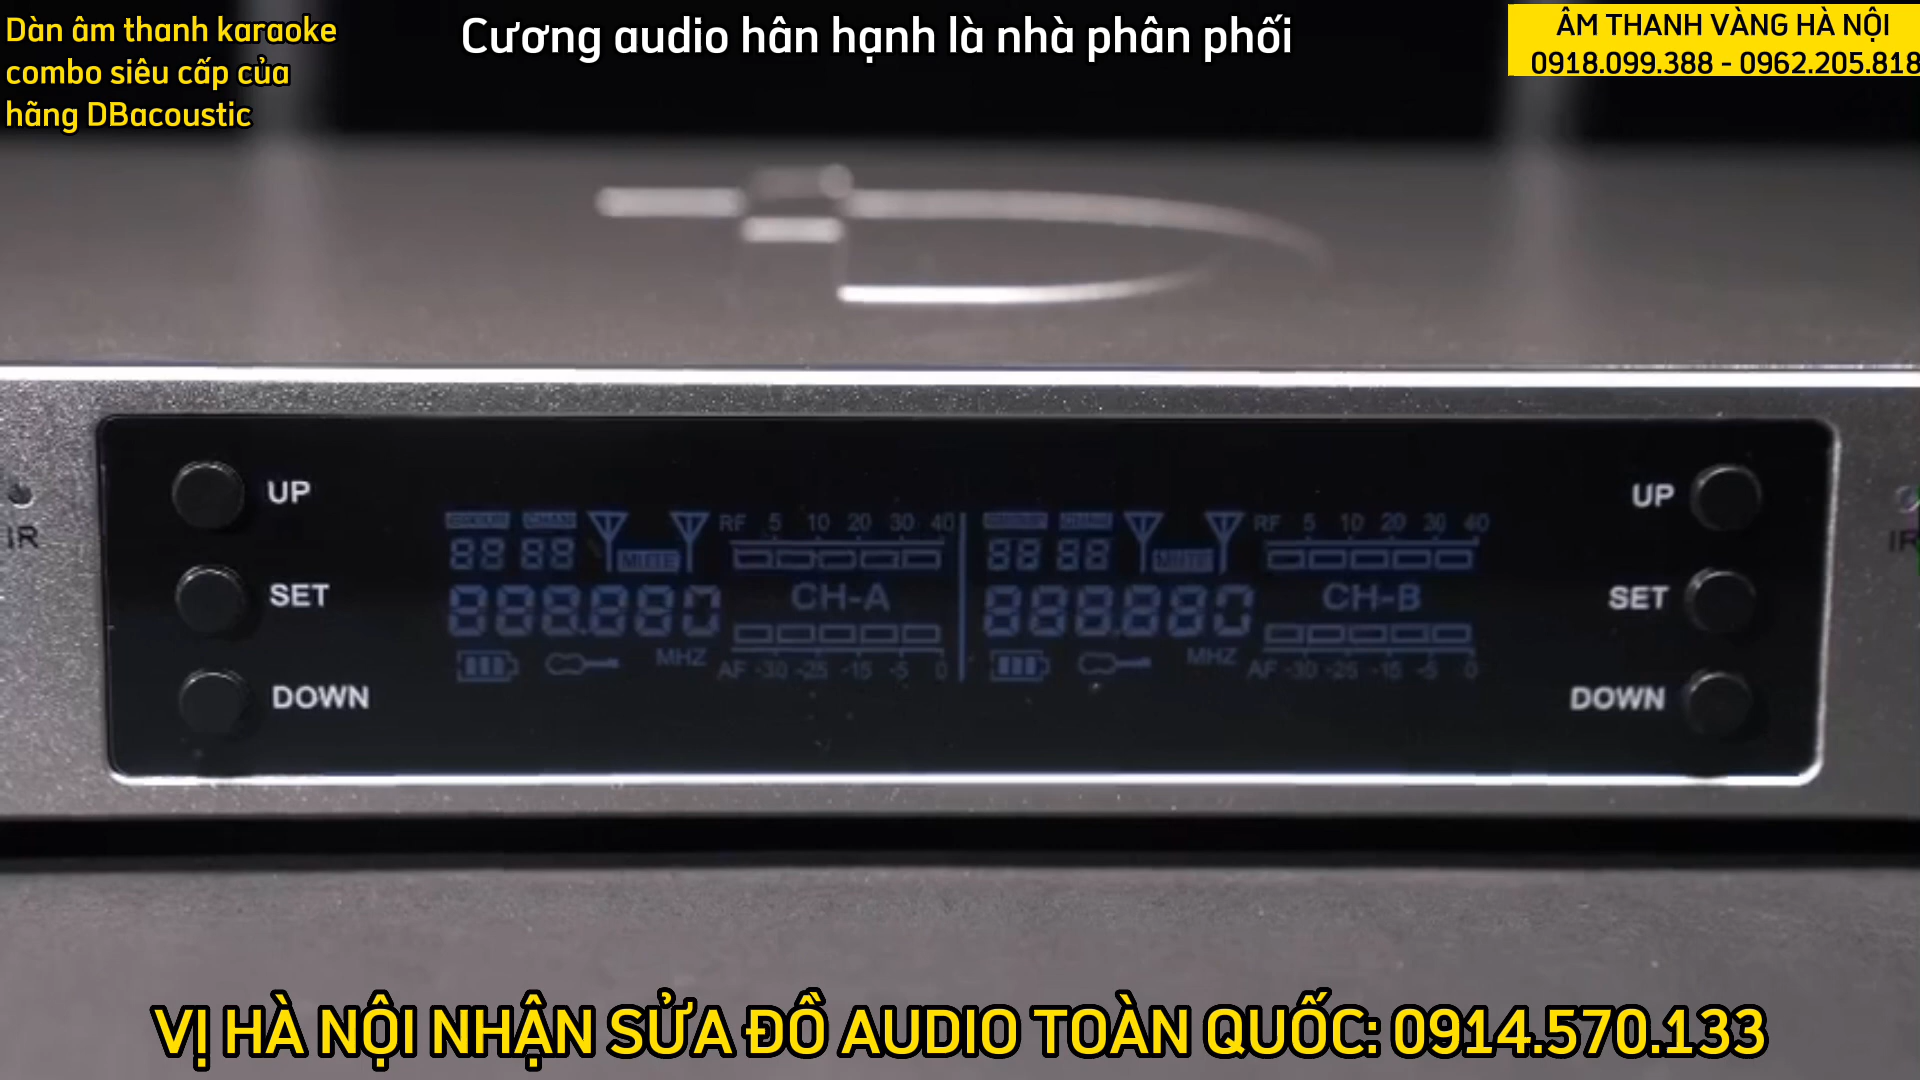 Dàn âm thanh karaoke
combo siêu cấp của
hãng DBacoustic
Cương audio hân hạnh là nhà phân phối
ÂM THANH VÀNG HÀ NỘI
0918.099.388 - 0962.205.818
IR
UP
SET
DOWN
RF 5 10 20 30 40
MUTE
CH-A
MHZ
AF -30 -25 -15 -5 0
RF 5 10 20 30 40
MUTE
CH-B
MHZ
AF -30 -25 -15 -5 0
UP
SET
DOWN
IR
VỊ HÀ NỘI NHẬN SỬA ĐỒ AUDIO TOÀN QUỐC: 0914.570.133